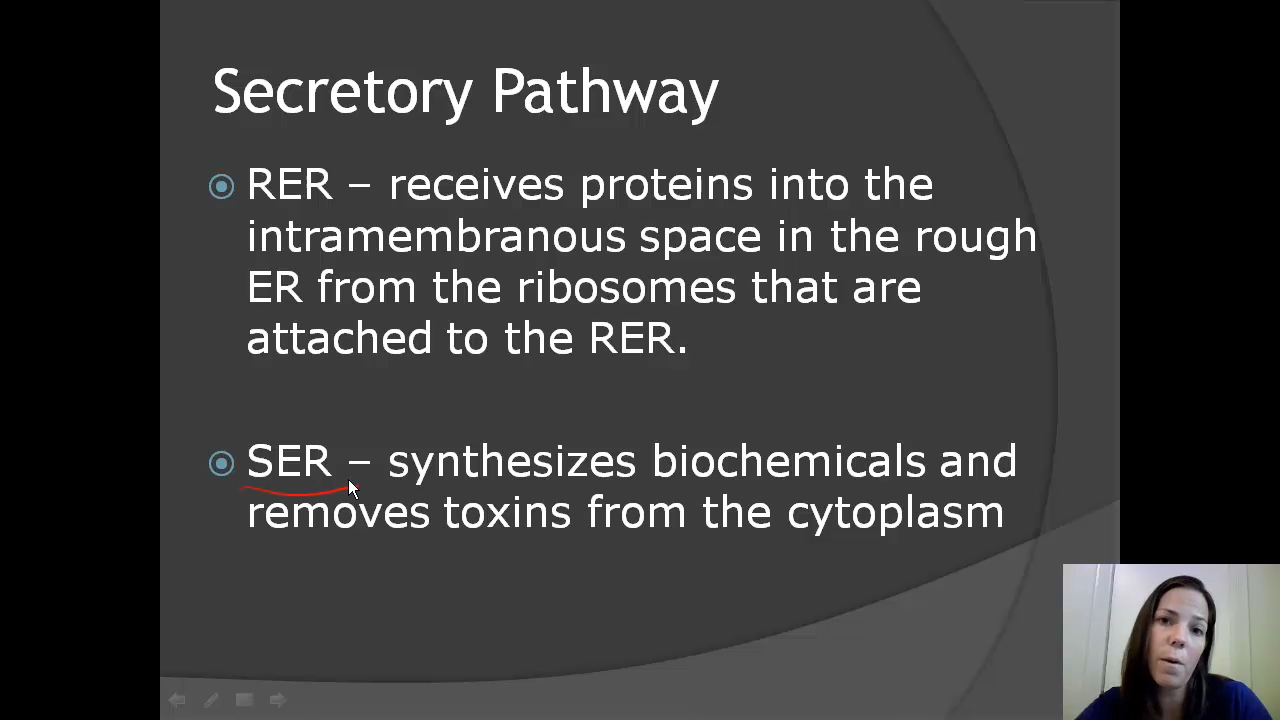 Secretory Pathway
RER – receives proteins into the
intramembranous space in the rough
ER from the ribosomes that are
attached to the RER.
SER – synthesizes biochemicals and
removes toxins from the cytoplasm